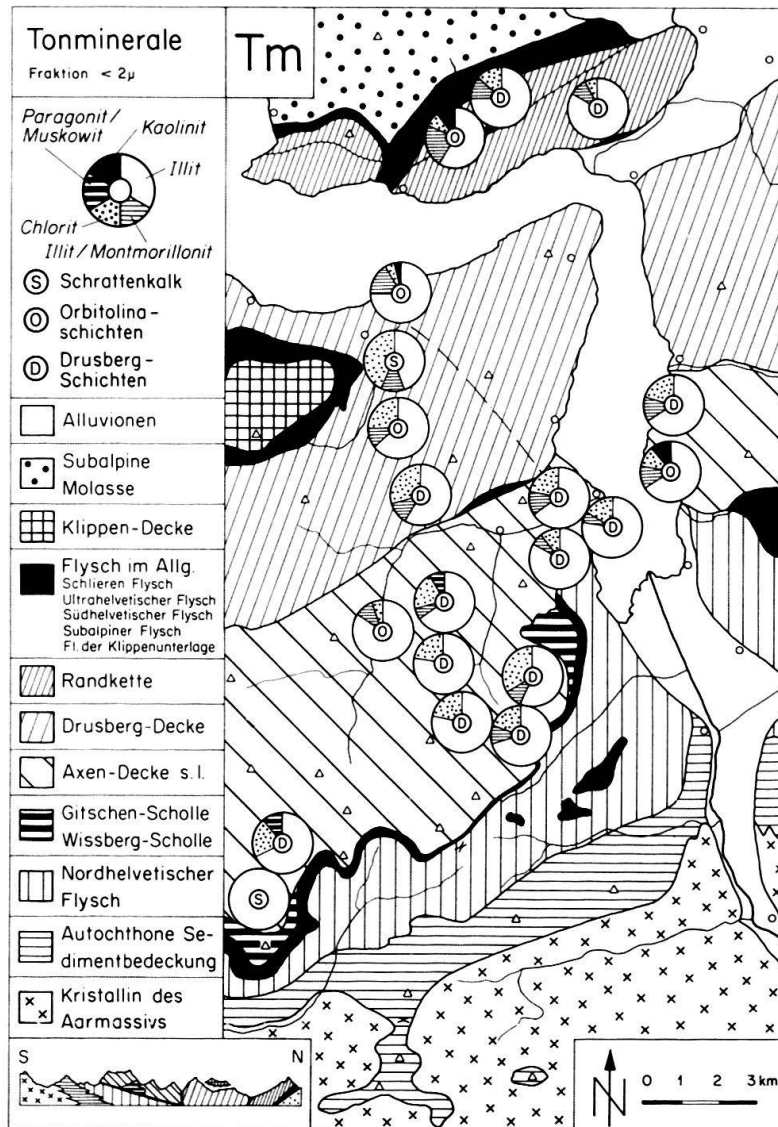 Tonminerale
Fraktion < 2µ
Tm
Paragonit/
Muskowit
Kaolinit
Illit
Chlorit
Illit/Montmorillonit
S Schrattenkalk
O Orbitolina-
schichten
D Drusberg-
Schichten
Alluvionen
Subalpine
Molasse
Klippen-Decke
Flysch im Allg.
Schlieren Flysch
Ultrahelvetischer Flysch
Südhelvetischer Flysch
Subalpiner Flysch
Fl. der Klippenunterlage
Randkette
Drusberg-Decke
Axen-Decke s.l.
Gitschen-Scholle
Wissberg-Scholle
Nordhelvetischer
Flysch
Autochthone Se-
dimentbedeckung
Kristallin des
Aarmassivs
S N
D
D
O
O
S
O
D
D
O
D
D
D
D
O
D
D
D
D
D
S
N
0 1 2 3 km